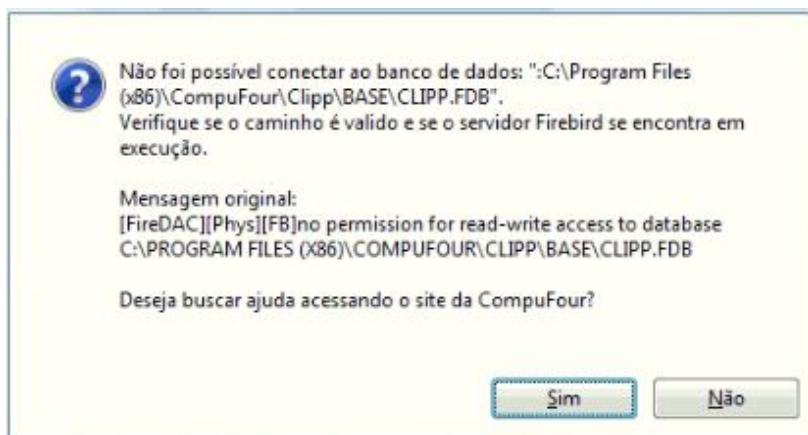 Não foi possível conectar ao banco de dados: ":C:\Program Files
(x86)\CompuFour\Clipp\BASE\CLIPP.FDB".
Verifique se o caminho é valido e se o servidor Firebird se encontra em
execução.
Mensagem original:
[FireDAC][Phys][FB]no permission for read-write access to database
C:\PROGRAM FILES (X86)\COMPUFOUR\CLIPP\BASE\CLIPP.FDB
Deseja buscar ajuda acessando o site da CompuFour?
Sim Não